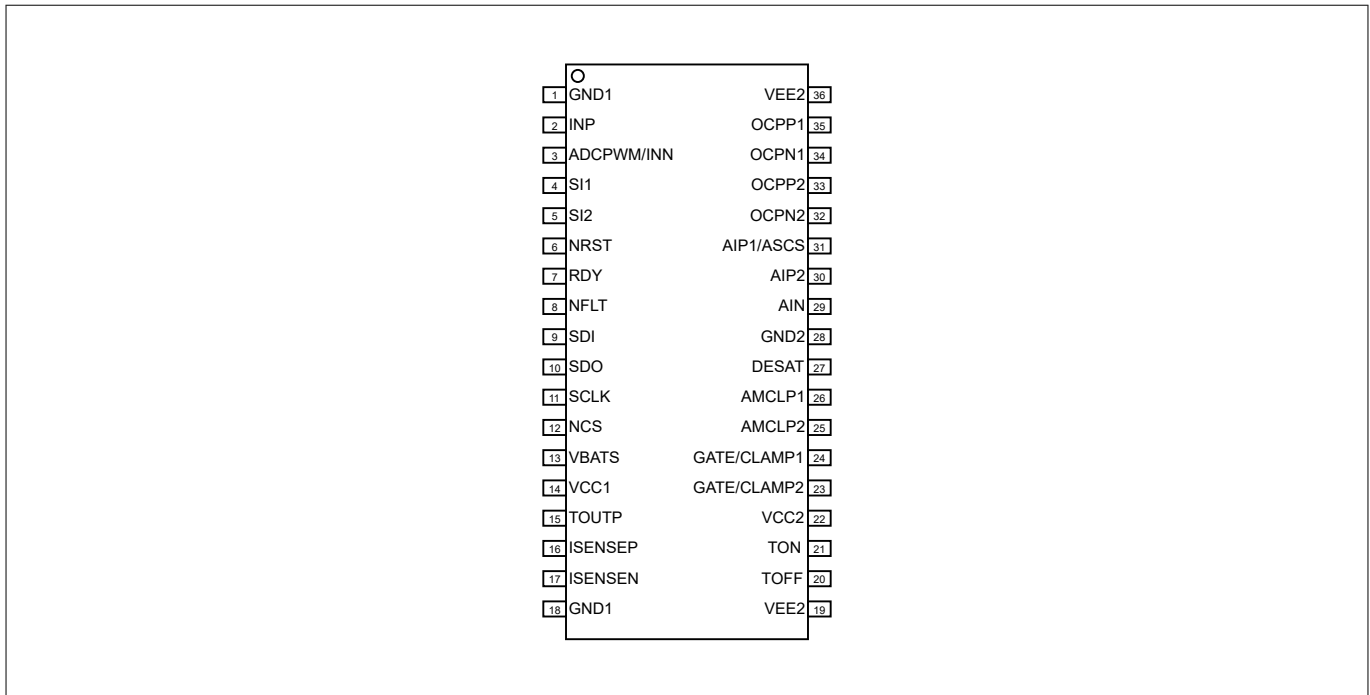 1 GND1 VEE2 36
2 INP OCPP1 35
3 ADCPWM/INN OCPN1 34
4 SI1 OCPP2 33
5 SI2 OCPN2 32
6 NRST AIP1/ASCS 31
7 RDY AIP2 30
8 NFLT AIN 29
9 SDI GND2 28
10 SDO DESAT 27
11 SCLK AMCLP1 26
12 NCS AMCLP2 25
13 VBATS GATE/CLAMP1 24
14 VCC1 GATE/CLAMP2 23
15 TOUTP VCC2 22
16 ISENSEP TON 21
17 ISENSEN TOFF 20
18 GND1 VEE2 19